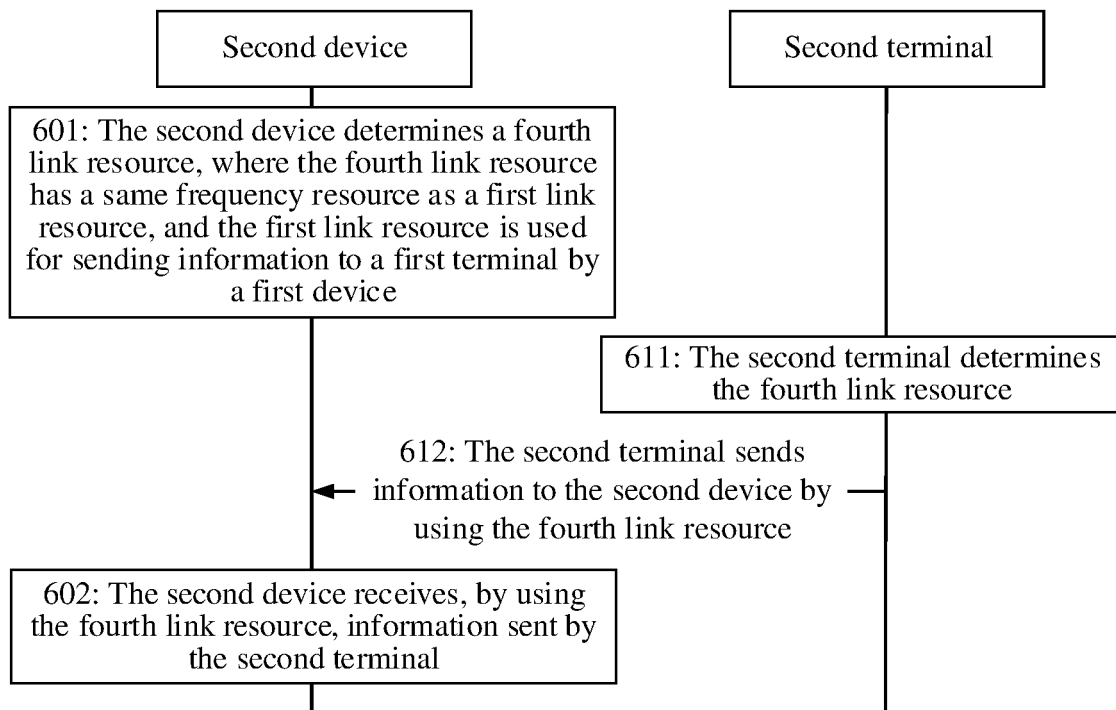 Second device
Second terminal
601: The second device determines a fourth
link resource, where the fourth link resource
has a same frequency resource as a first link
resource, and the first link resource is used
for sending information to a first terminal by
a first device
611: The second terminal determines
the fourth link resource
612: The second terminal sends
information to the second device by
using the fourth link resource
602: The second device receives, by using
the fourth link resource, information sent by
the second terminal